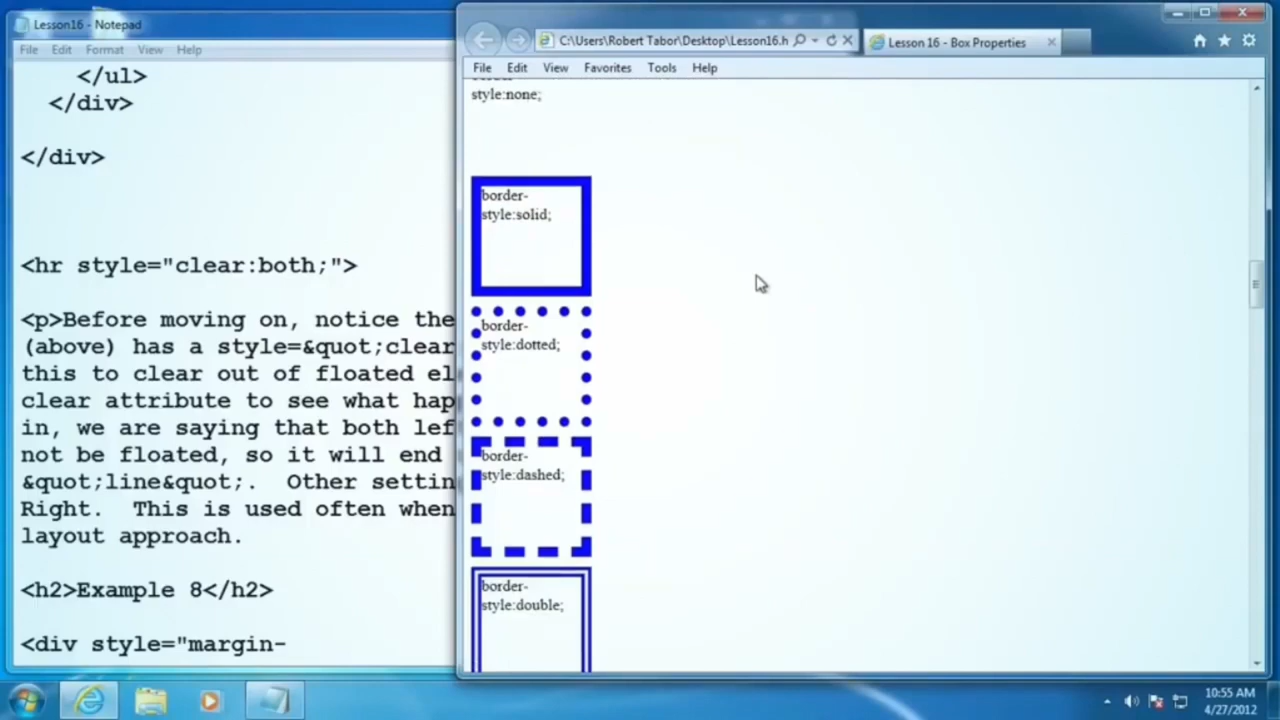 Lesson16 - Notepad
File Edit Format View Help
</ul>
</div>
</div>
<hr style="clear:both;">
<p>Before moving on, notice the
(above) has a style=&quot;clear
this to clear out of floated el
clear attribute to see what hap
in, we are saying that both lef
not be floated, so it will end
&quot;line&quot;.  Other settin
Right.  This is used often when
layout approach.
<h2>Example 8</h2>
<div style="margin-
C:\Users\Robert Tabor\Desktop\Lesson16.h
Lesson 16 - Box Properties
File Edit View Favorites Tools Help
style:none;
border-
style:solid;
border-
style:dotted;
border-
style:dashed;
border-
style:double;
10:55 AM
4/27/2012